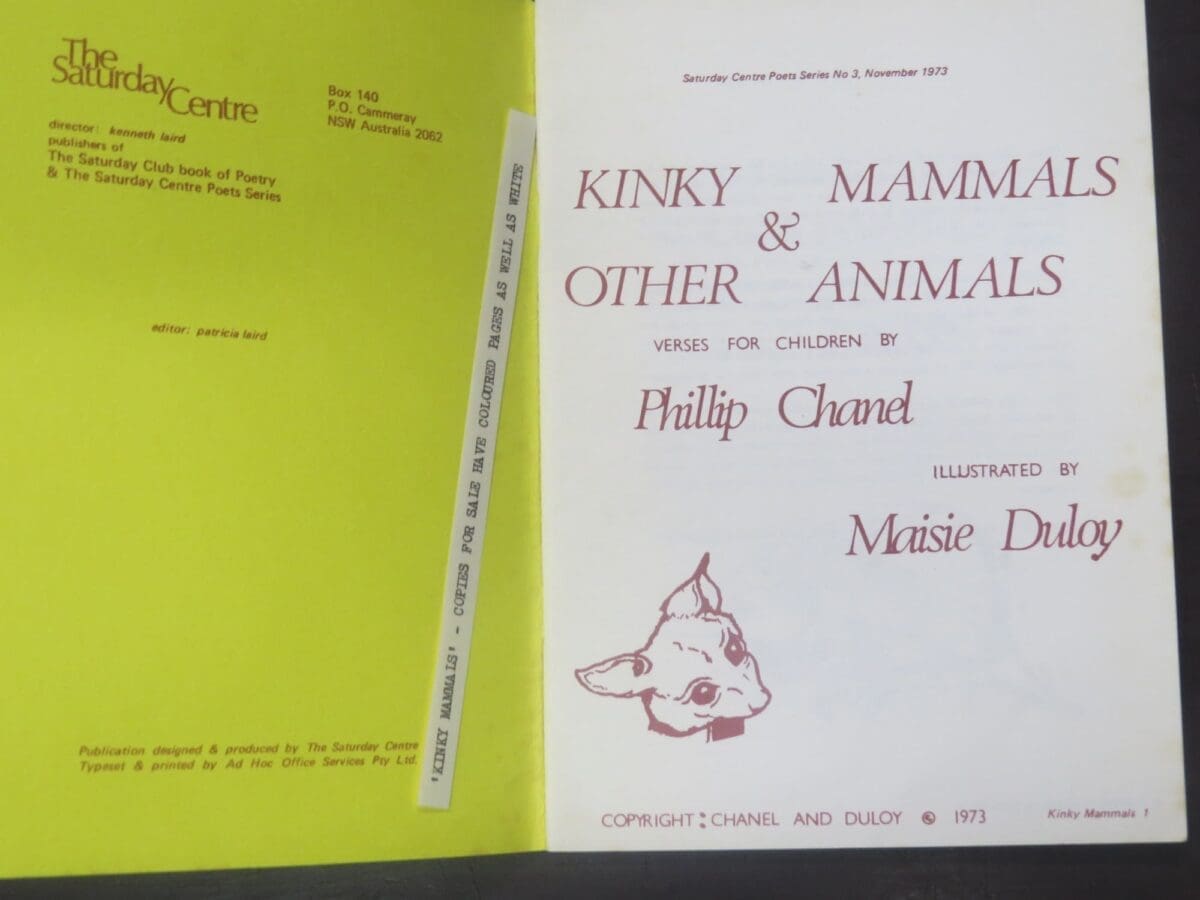 The
Saturday
Centre
Box 140
P.O. Cammeray
NSW Australia 2062
director: kenneth laird
publishers of
The Saturday Club book of Poetry
& The Saturday Centre Poets Series
editor: patricia laird
Publication designed & produced by The Saturday Centre
Typeset & printed by Ad Hoc Office Services Pty Ltd.
'KINKY MAMMALS' - COPIES FOR SALE HAVE COLOURED PAGES AS WELL AS WHITE
Saturday Centre Poets Series No 3, November 1973
KINKY MAMMALS
&
OTHER ANIMALS
VERSES FOR CHILDREN BY
Phillip Chanel
ILLUSTRATED BY
Maisie Duloy
COPYRIGHT : CHANEL AND DULOY © 1973
Kinky Mammals 1